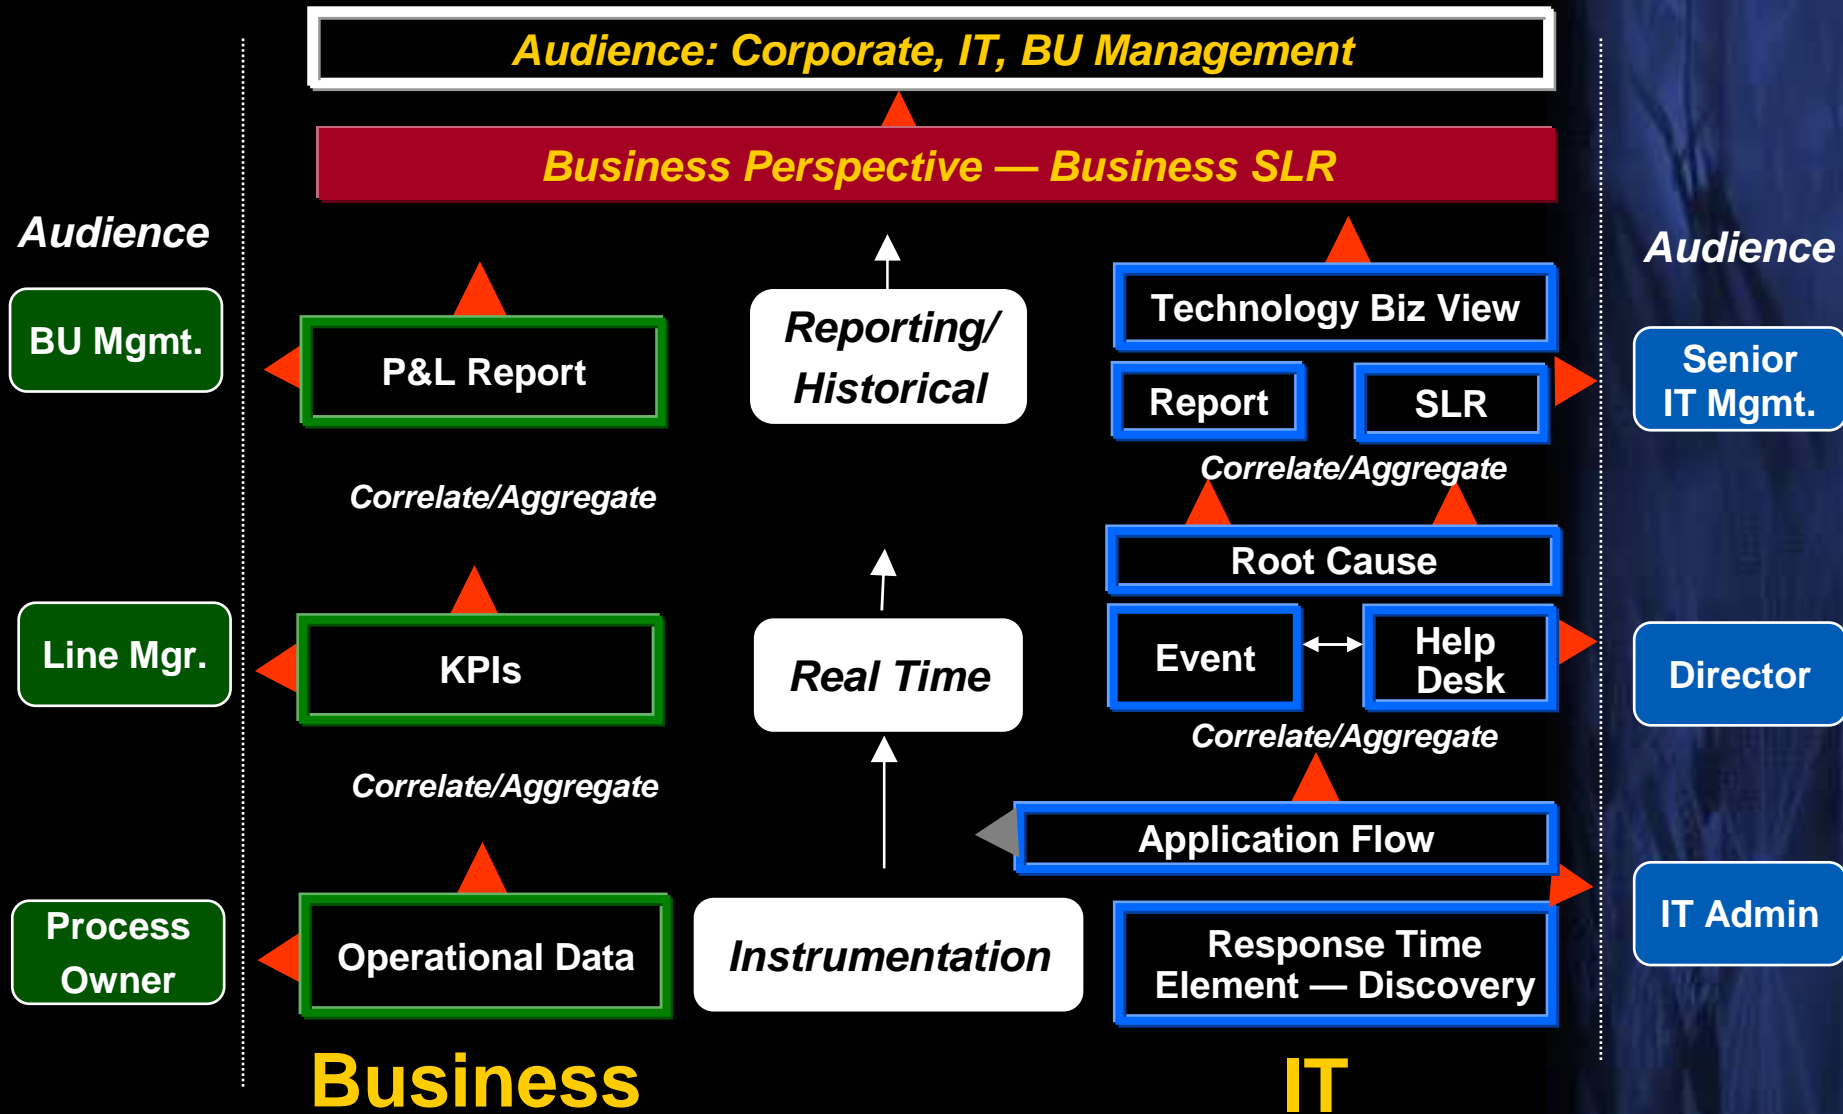 Audience: Corporate, IT, BU Management
Business Perspective — Business SLR
Audience
BU Mgmt.
P&L Report
Correlate/Aggregate
Line Mgr.
KPIs
Correlate/Aggregate
Process
Owner
Operational Data
Business
Reporting/
Historical
Real Time
Instrumentation
Technology Biz View
Report
SLR
Correlate/Aggregate
Root Cause
Event
Help
Desk
Correlate/Aggregate
Application Flow
Response Time
Element — Discovery
IT
Audience
Senior
IT Mgmt.
Director
IT Admin